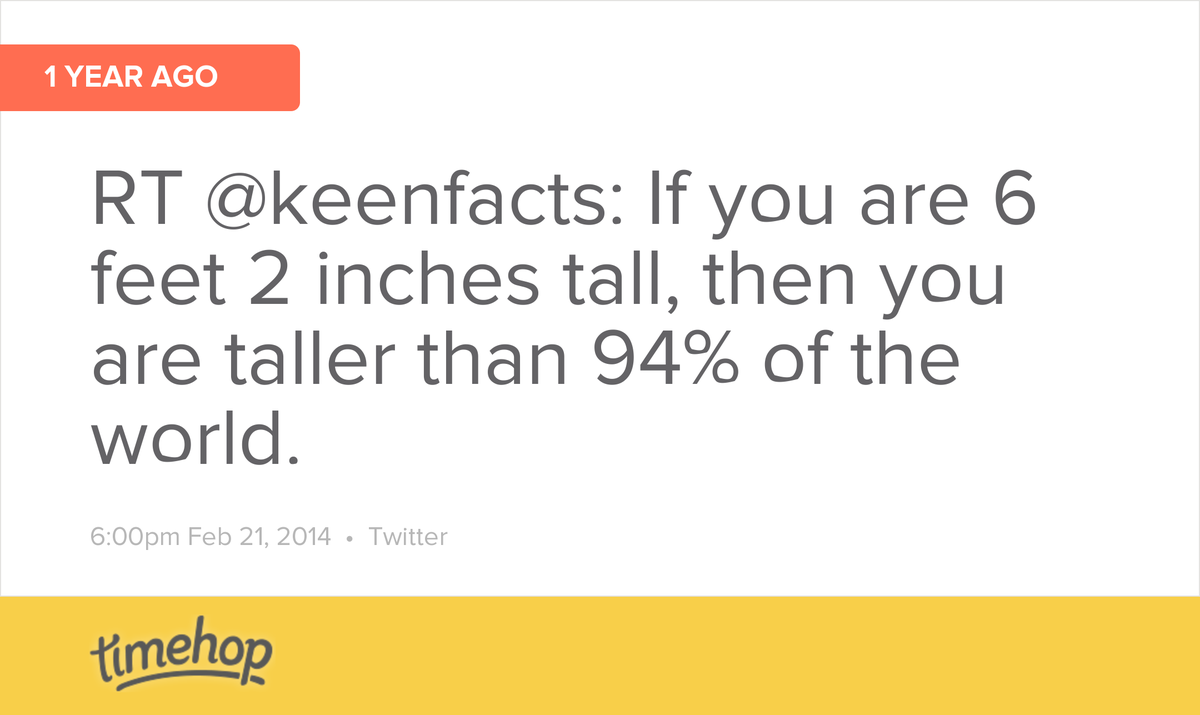 1 YEAR AGO
RT @keenfacts: If you are 6
feet 2 inches tall, then you
are taller than 94% of the
world.
6:00pm Feb 21, 2014 • Twitter
timehop